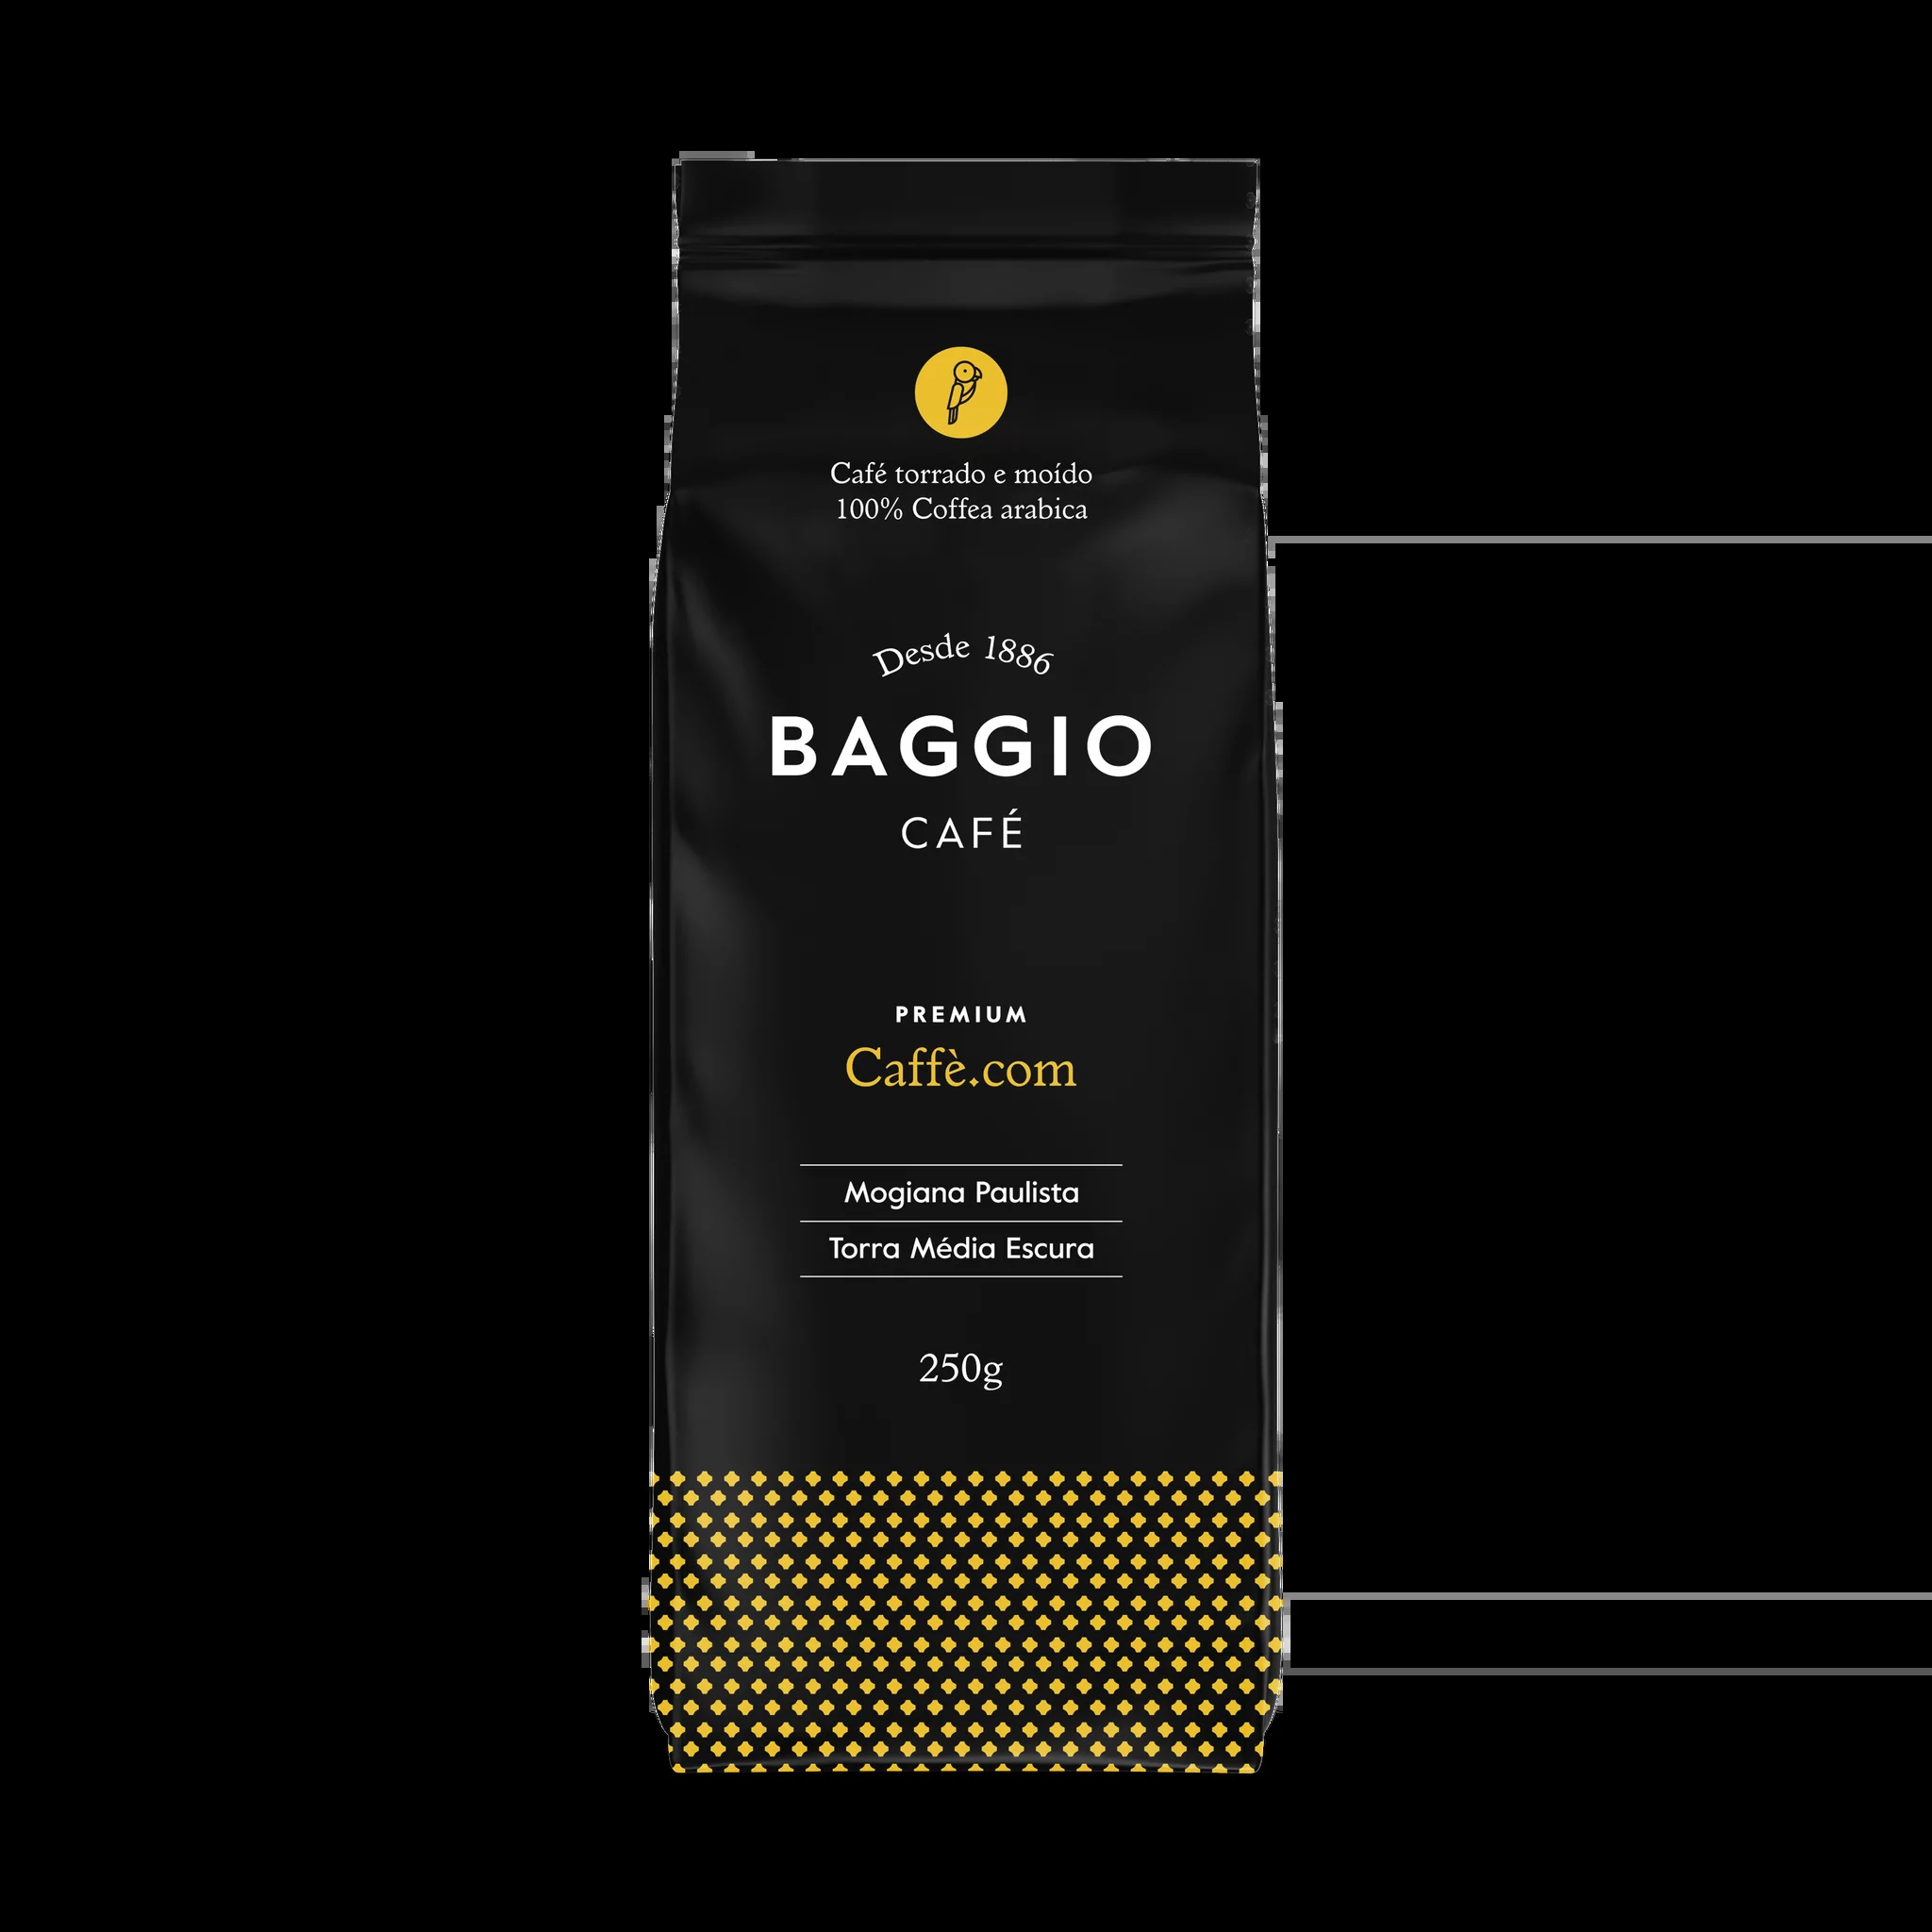 Café torrado e moído
100% Coffea arabica
Desde 1886
BAGGIO
CAFÉ
PREMIUM
Caffè.com
Mogiana Paulista
Torra Média Escura
250g